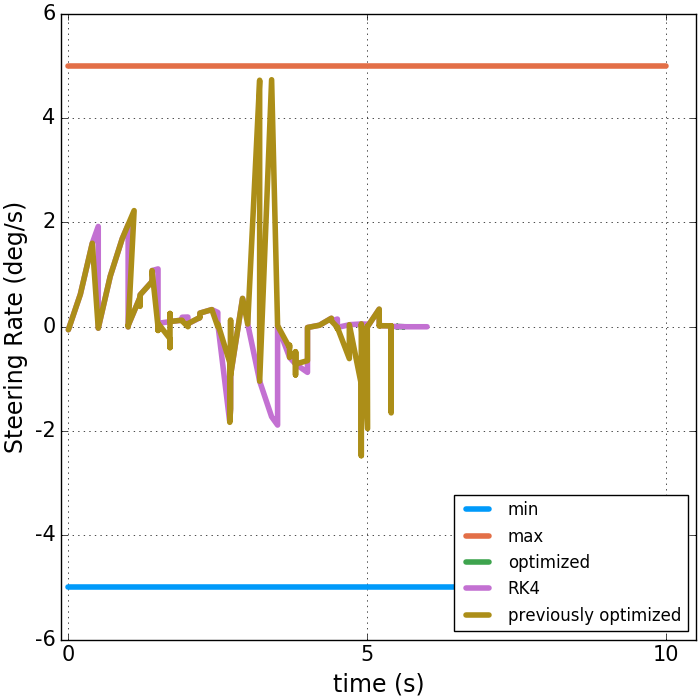 6
4
2
0
-2
-4
-6
Steering Rate (deg/s)
0
5
10
time (s)
min
max
optimized
RK4
previously optimized